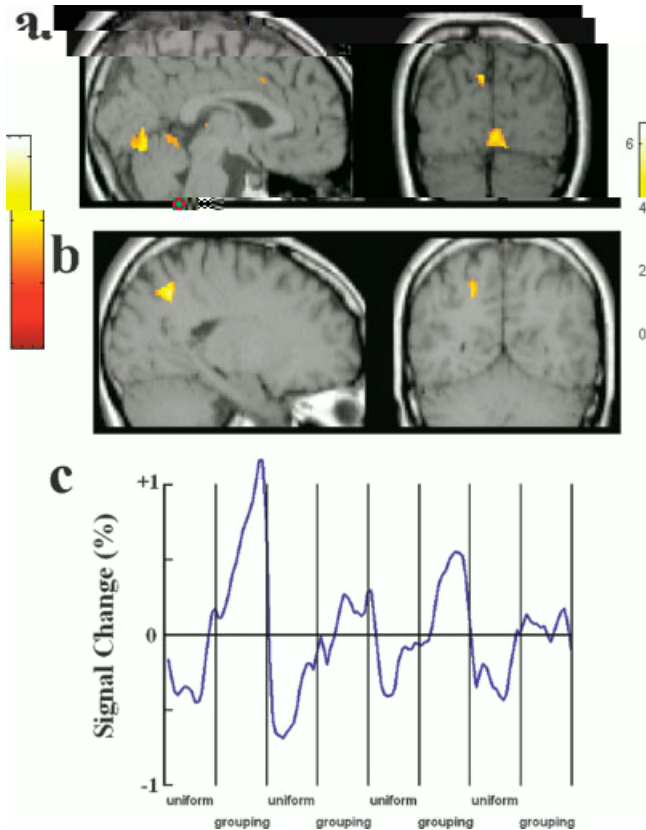 a.
6
4
b
2
0
c
+1
Signal Change (%)
0
-1
uniform uniform uniform uniform
grouping grouping grouping grouping